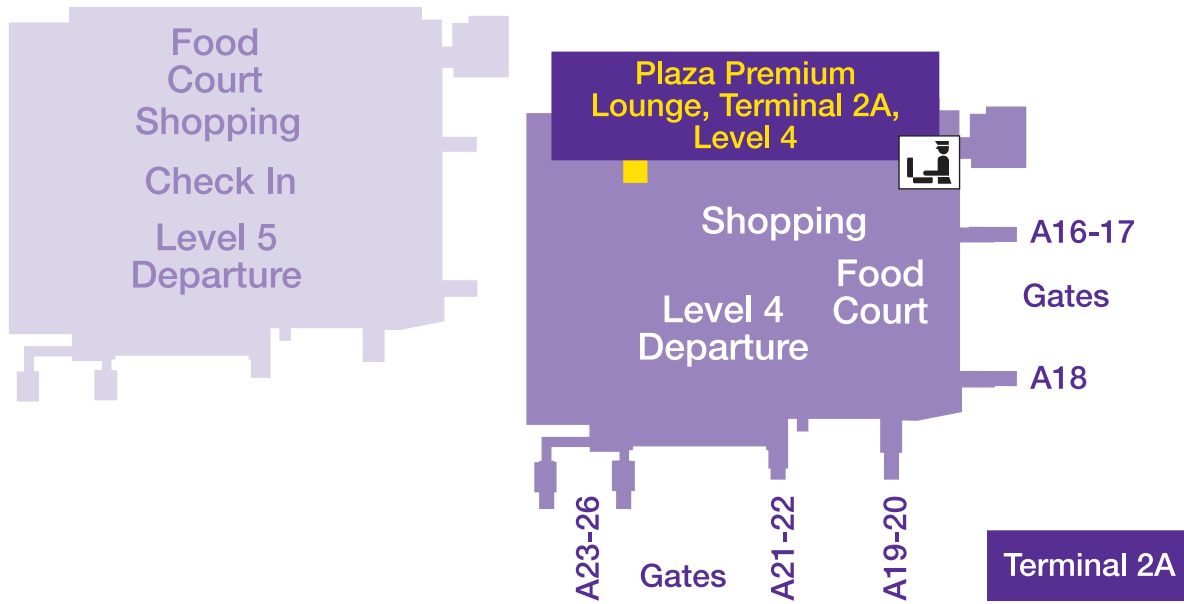 Food
Court
Shopping
Check In
Level 5
Departure
Plaza Premium
Lounge, Terminal 2A,
Level 4
Shopping
Food
Court
Level 4
Departure
A16-17
Gates
A18
A23-26
Gates
A21-22
A19-20
Terminal 2A